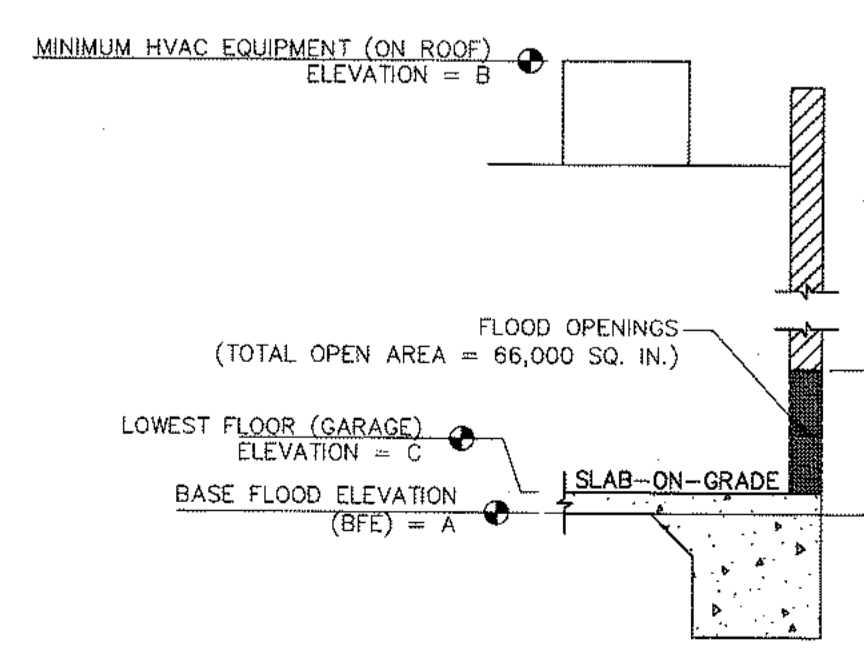 MINIMUM HVAC EQUIPMENT (ON ROOF)
ELEVATION = B
FLOOD OPENINGS
(TOTAL OPEN AREA = 66,000 SQ. IN.)
LOWEST FLOOR (GARAGE)
ELEVATION = C
SLAB-ON-GRADE
BASE FLOOD ELEVATION
(BFE) = A